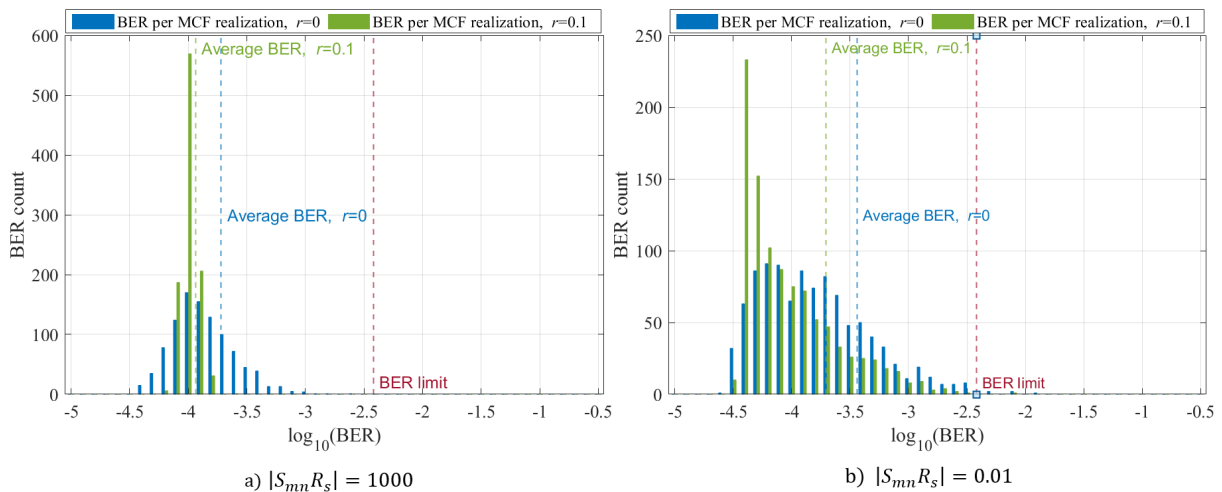 BER per MCF realization, r=0 BER per MCF realization, r=0.1
600
500
400
300
200
100
0
BER count
Average BER, r=0.1
Average BER, r=0
BER limit
-5 -4.5 -4 -3.5 -3 -2.5 -2 -1.5 -1 -0.5
log10(BER)
a) |SmnRs| = 1000
BER per MCF realization, r=0 BER per MCF realization, r=0.1
250
200
150
100
50
0
BER count
Average BER, r=0.1
Average BER, r=0
BER limit
-5 -4.5 -4 -3.5 -3 -2.5 -2 -1.5 -1 -0.5
log10(BER)
b) |SmnRs| = 0.01